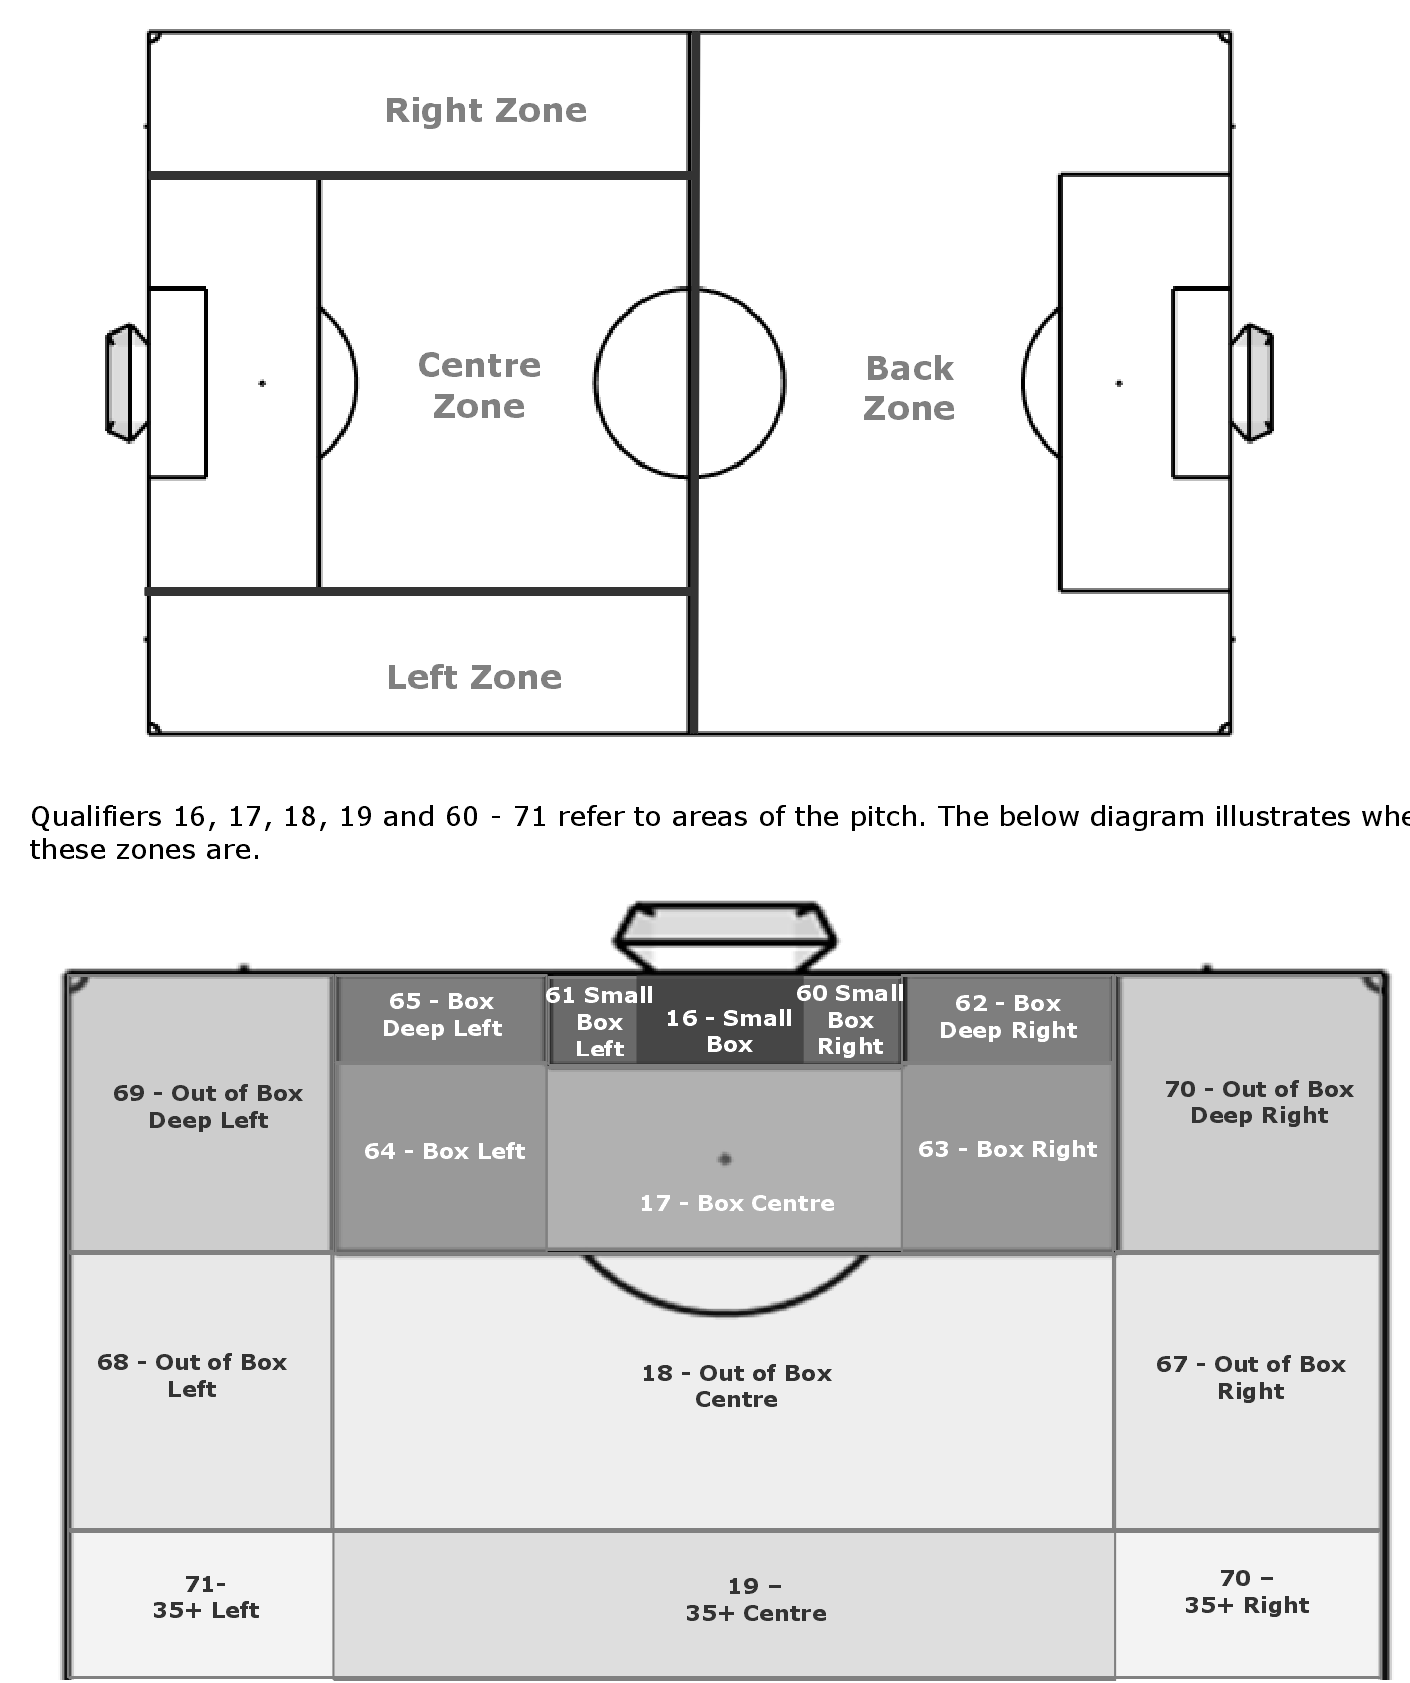 Right Zone
Centre
Zone
Back
Zone
Left Zone
Qualifiers 16, 17, 18, 19 and 60 - 71 refer to areas of the pitch. The below diagram illustrates whe
these zones are.
65 - Box
Deep Left
61 Small
Box
Left
16 - Small
Box
60 Small
Box
Right
62 - Box
Deep Right
69 - Out of Box
Deep Left
70 - Out of Box
Deep Right
64 - Box Left
17 - Box Centre
63 - Box Right
68 - Out of Box
Left
18 - Out of Box
Centre
67 - Out of Box
Right
71-
35+ Left
19 –
35+ Centre
70 –
35+ Right